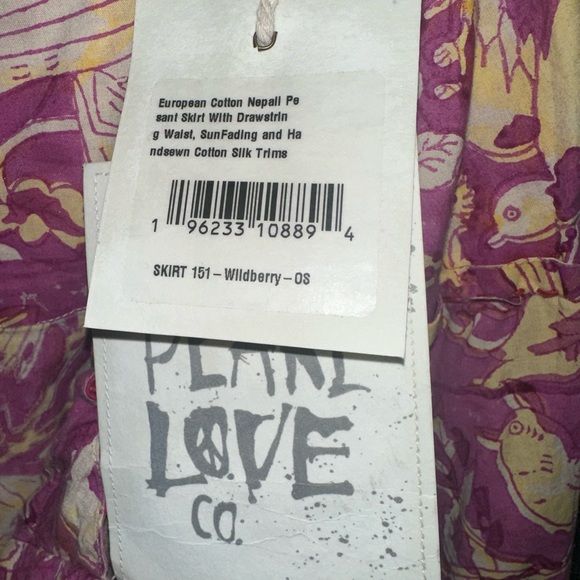 European Cotton Nepali Pe
sant Skirt With Drawstrin
g Waist, SunFading and Ha
ndsewn Cotton Silk Trims
1 96233 10889 4
SKIRT 151-Wildberry-OS
LOVE
CO.